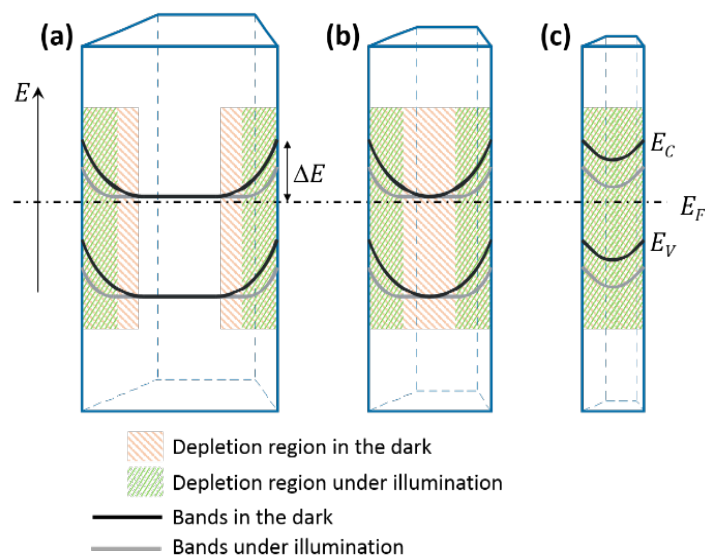 (a)
(b)
(c)
E
E_C
ΔE
E_F
E_V
Depletion region in the dark
Depletion region under illumination
Bands in the dark
Bands under illumination